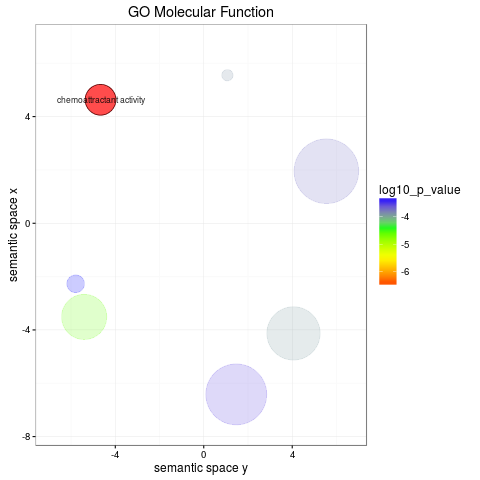 GO Molecular Function
chemoattractant activity
semantic space x
4
0
-4
-8
-4
0
4
semantic space y
log10_p_value
-4
-5
-6